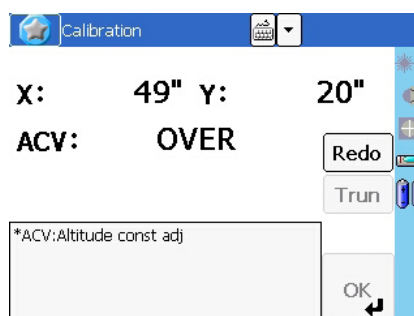 Calibration
X: 49" Y: 20"
ACV: OVER
Redo
Trun
*ACV:Altitude const adj
OK